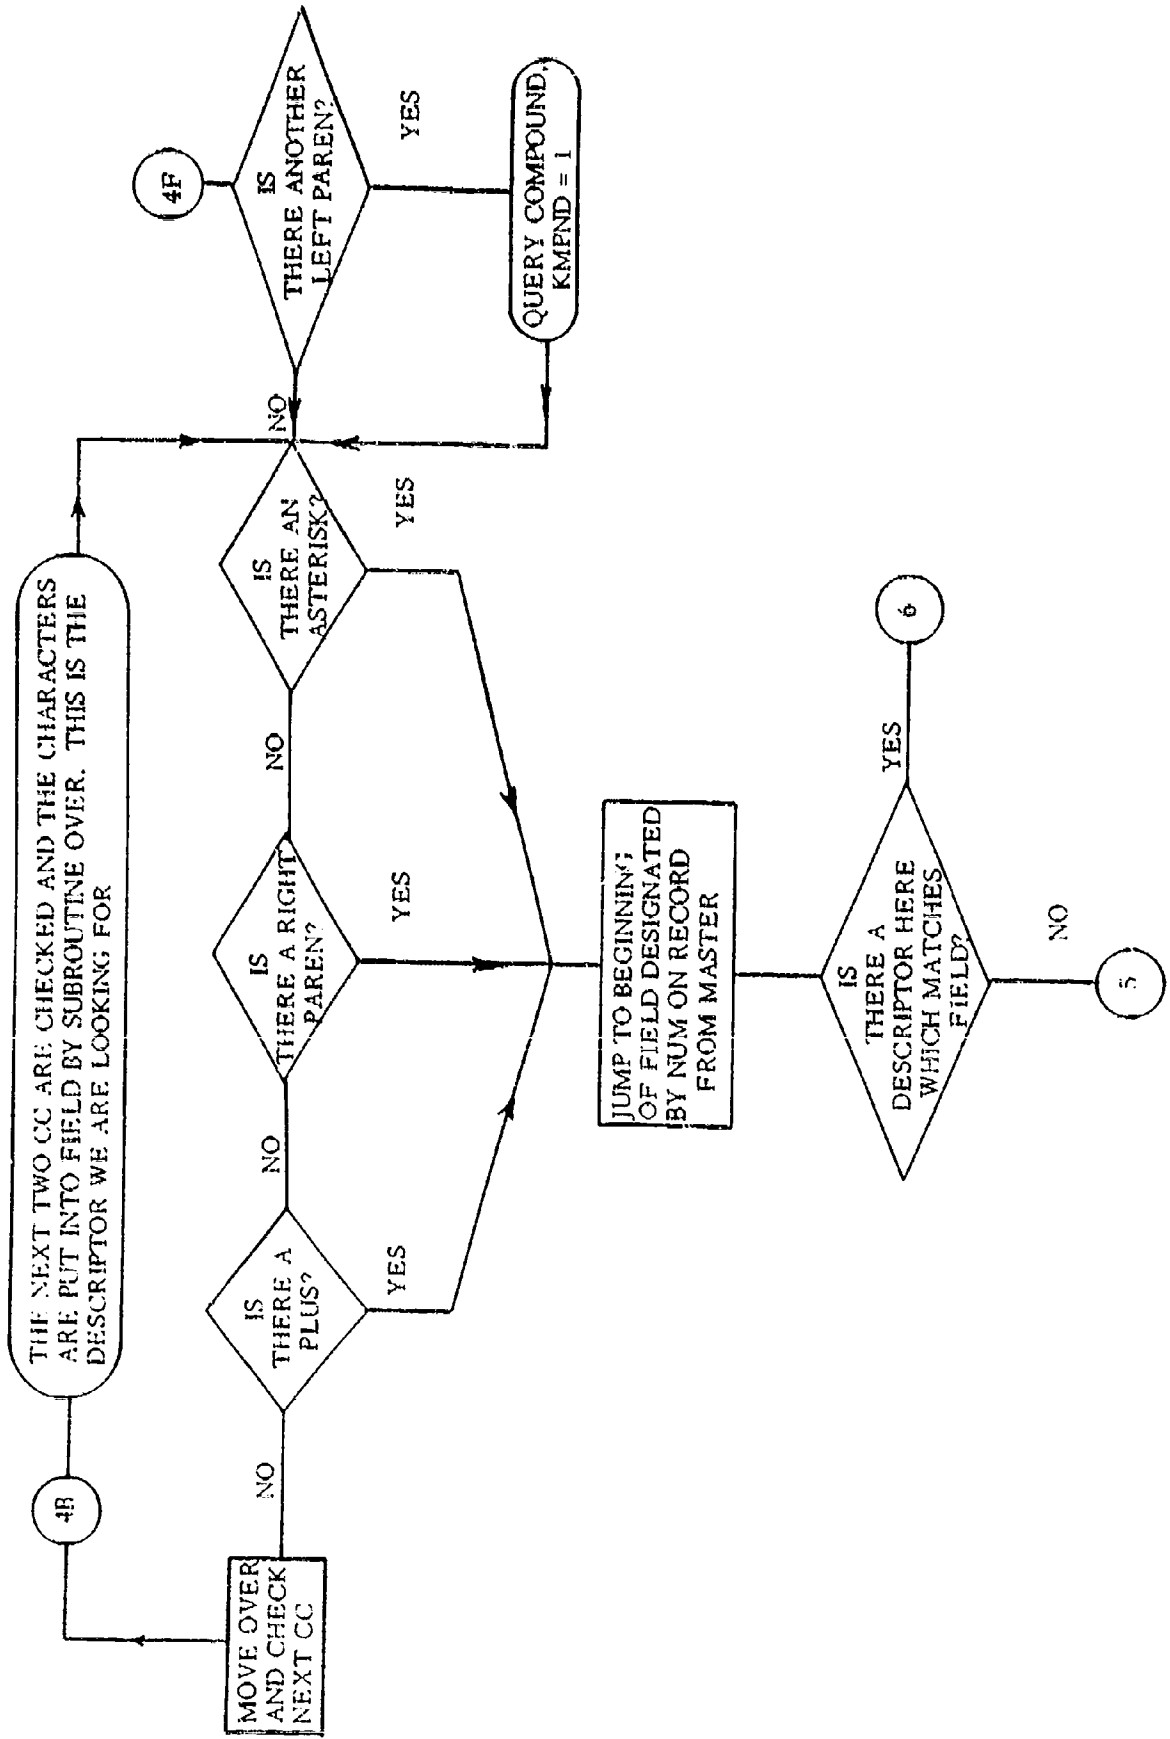 4F
IS
THERE ANOTHER
LEFT PAREN?
YES
QUERY COMPOUND,
KMPND = 1
NO
THE NEXT TWO CC ARE CHECKED AND THE CHARACTERS
ARE PUT INTO FIELD BY SUBROUTINE OVER. THIS IS THE
DESCRIPTOR WE ARE LOOKING FOR
4B
IS
THERE AN
ASTERISK?
YES
NO
IS
THERE A RIGHT
PAREN?
YES
NO
IS
THERE A
PLUS?
YES
NO
MOVE OVER
AND CHECK
NEXT CC
JUMP TO BEGINNING
OF FIELD DESIGNATED
BY NUM ON RECORD
FROM MASTER
IS
THERE A
DESCRIPTOR HERE
WHICH MATCHES
FIELD?
YES
6
NO
5